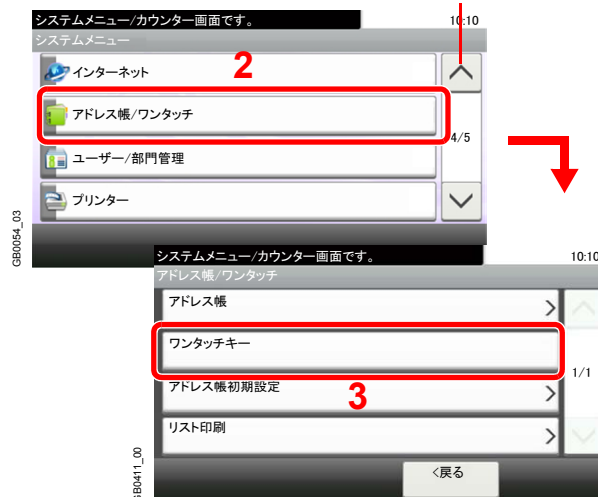 システムメニュー/カウンター画面です。
10:10
システムメニュー
インターネット
2
アドレス帳/ワンタッチ
4/5
ユーザー/部門管理
プリンター
GB0054_03
システムメニュー/カウンター画面です。
10:10
アドレス帳/ワンタッチ
アドレス帳
ワンタッチキー
1/1
アドレス帳初期設定
3
リスト印刷
<戻る
GB0411_00